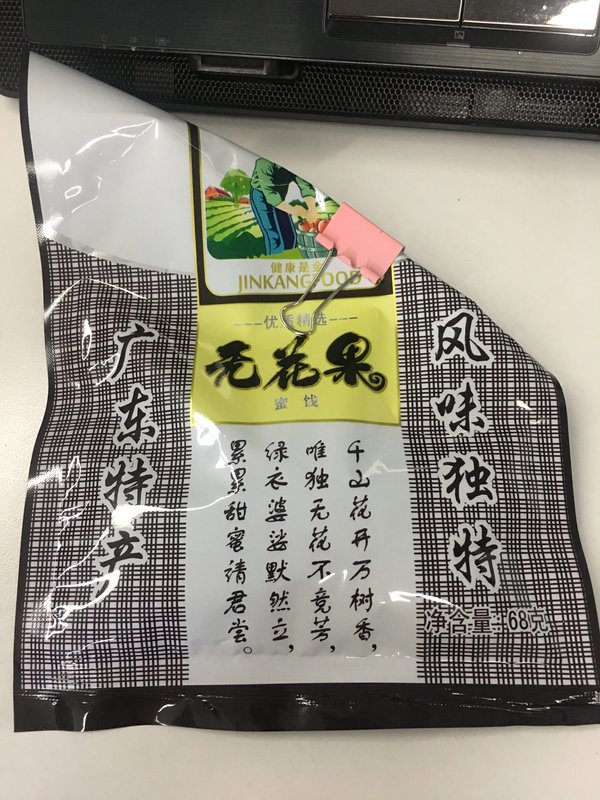 健康是金
JINKANG FOOD
---优质精选---
无花果
蜜饯
广东特产
风味独特
千山花开万树香，
唯独无花不竞芳，
绿衣婆娑默然立，
累累甜蜜请君尝。
净含量：68克